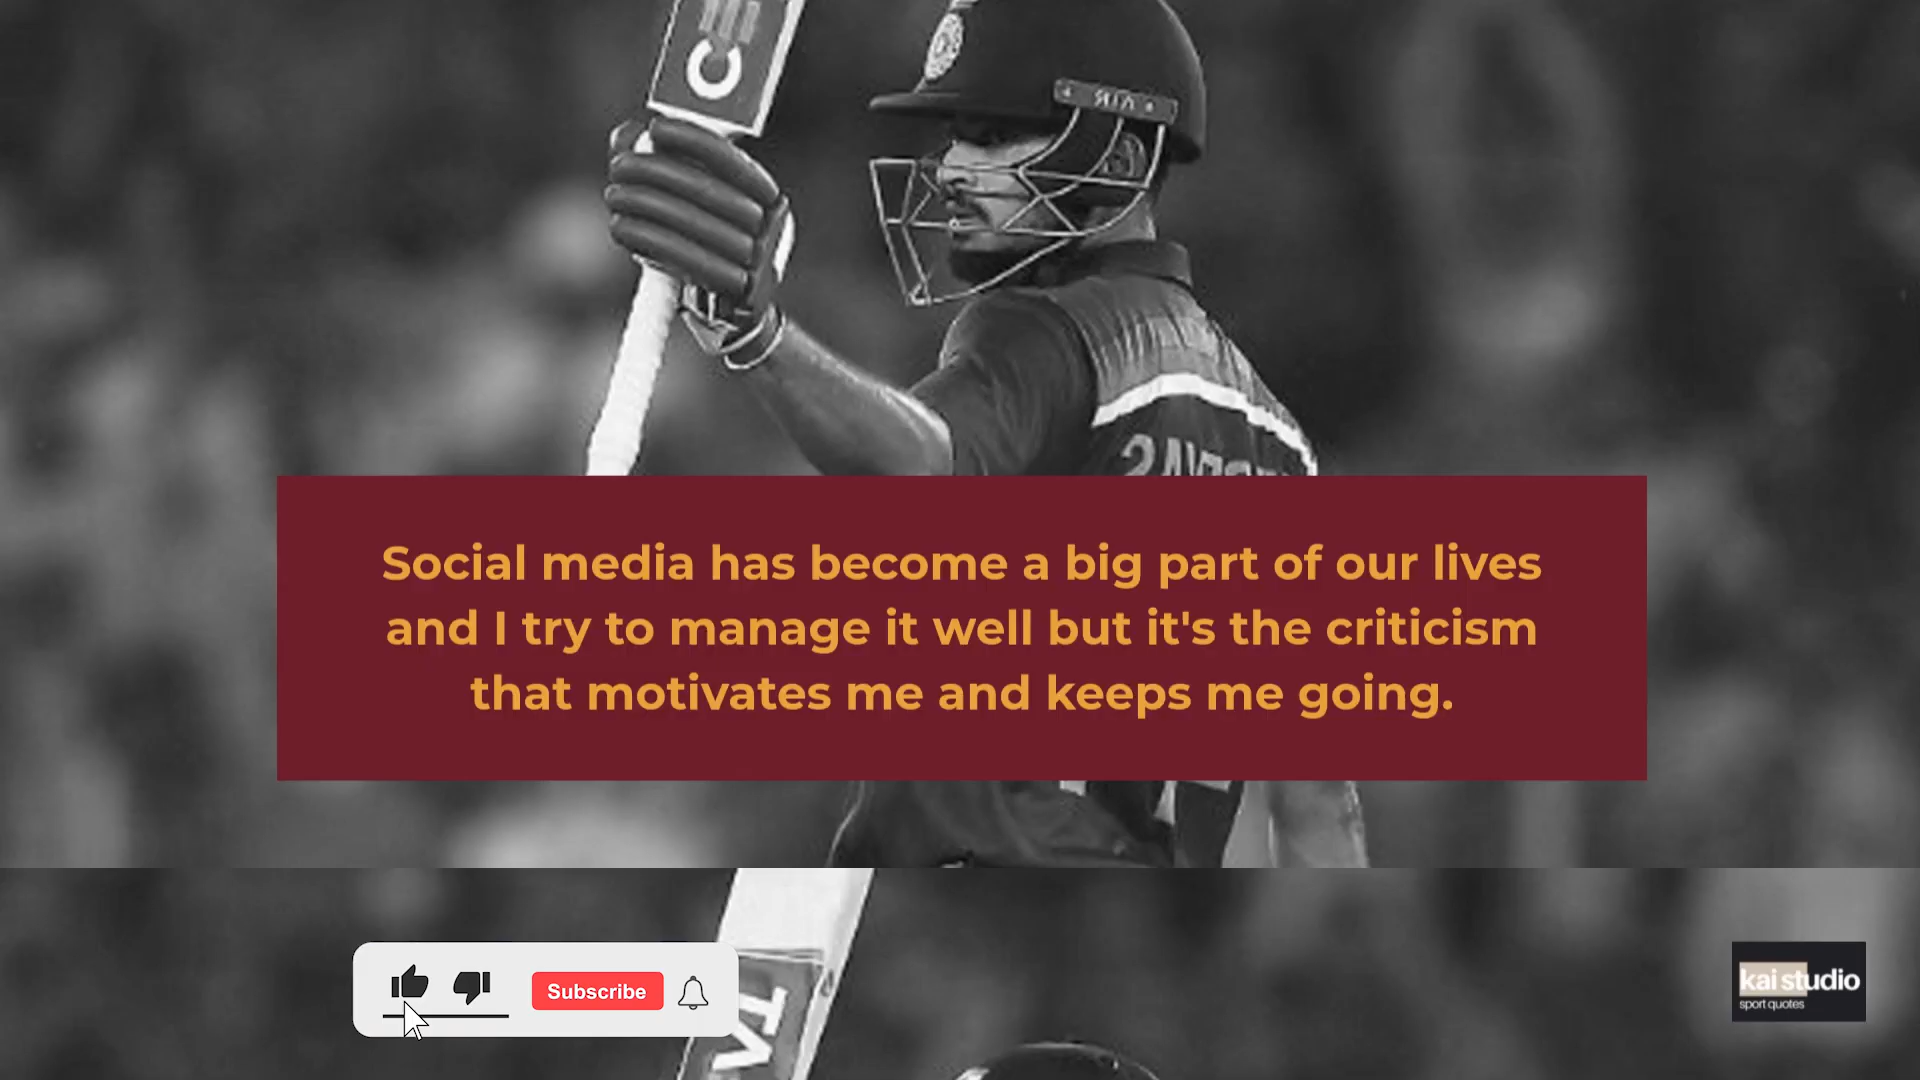 Social media has become a big part of our lives
and I try to manage it well but it's the criticism
that motivates me and keeps me going.
Subscribe
kai studio
sport quotes